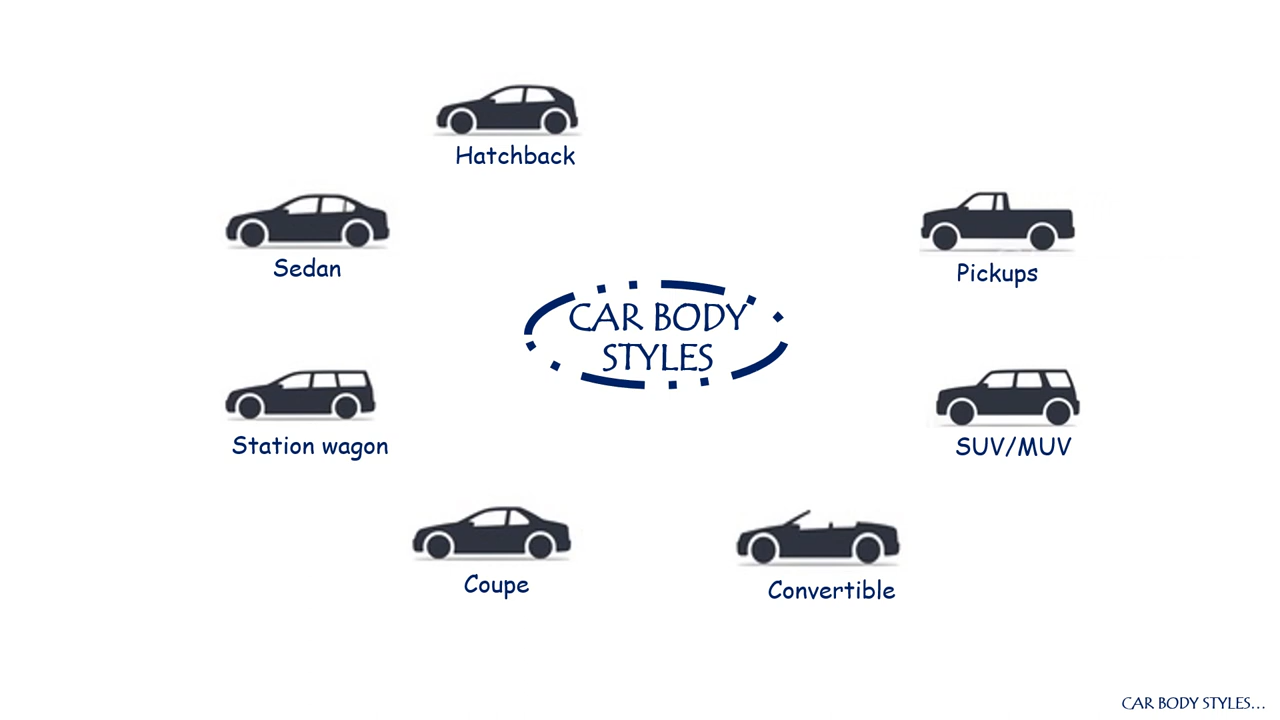 Hatchback
Sedan
Pickups
CAR BODY
STYLES
Station wagon
SUV/MUV
Coupe
Convertible
CAR BODY STYLES...